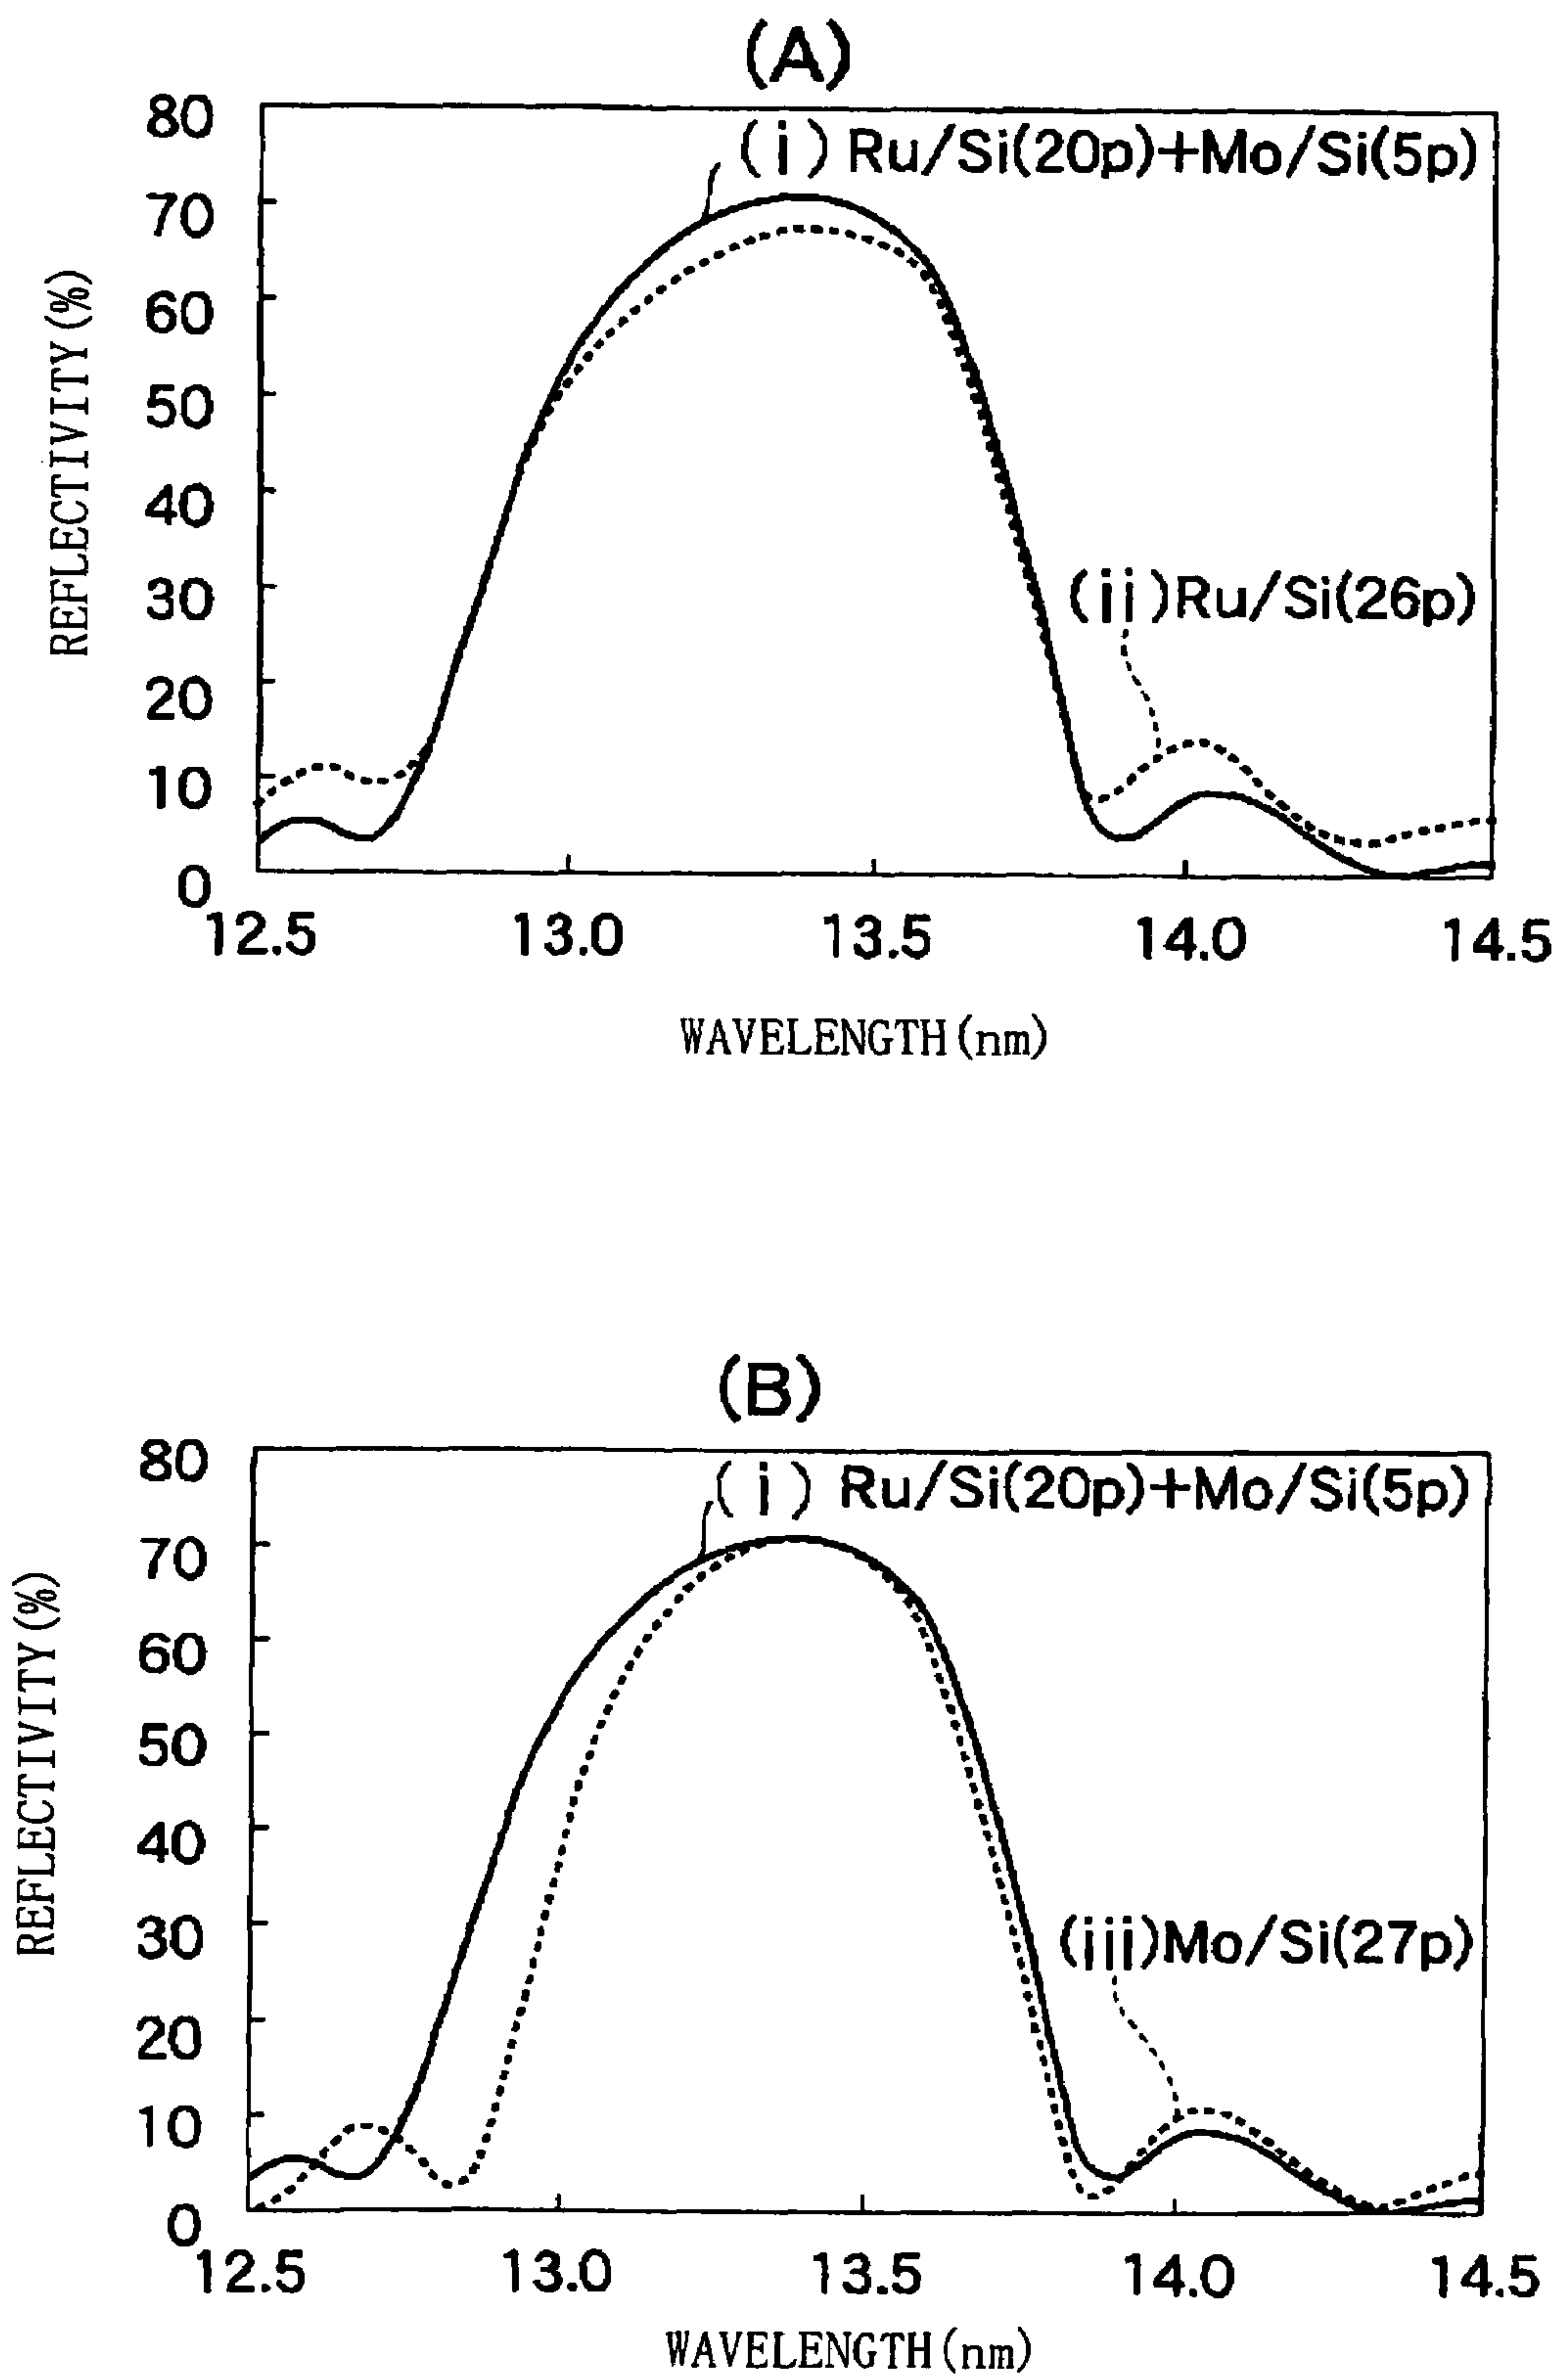 (A)
80
(i) Ru/Si(20p)+Mo/Si(5p)
70
60
50
40
30
(ii)Ru/Si(26p)
20
10
0
REFLECTIVITY(%)
12.5 13.0 13.5 14.0 14.5
WAVELENGTH(nm)
(B)
80
(i) Ru/Si(20p)+Mo/Si(5p)
70
60
50
40
30
(iii)Mo/Si(27p)
20
10
0
REFLECTIVITY(%)
12.5 13.0 13.5 14.0 14.5
WAVELENGTH(nm)